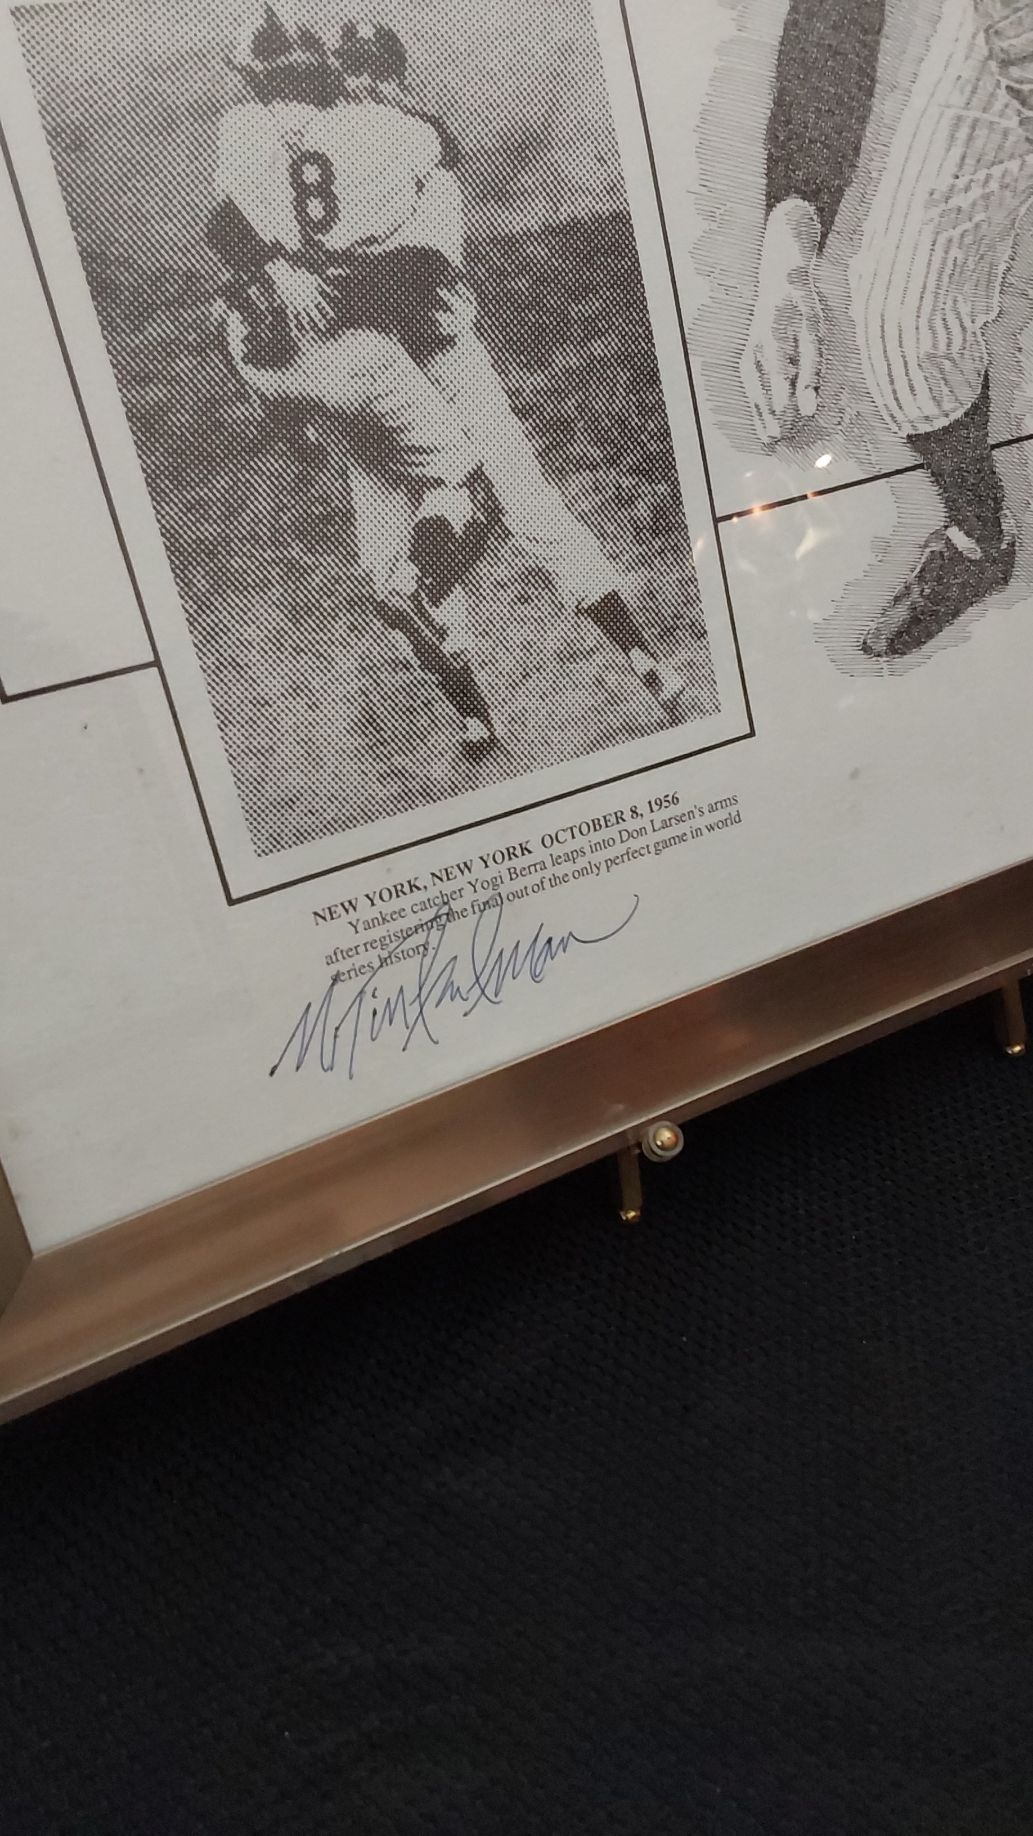 8
NEW YORK, NEW YORK OCTOBER 8, 1956
Yankee catcher Yogi Berra leaps into Don Larsen's arms
after registering the final out of the only perfect game in world
series history.